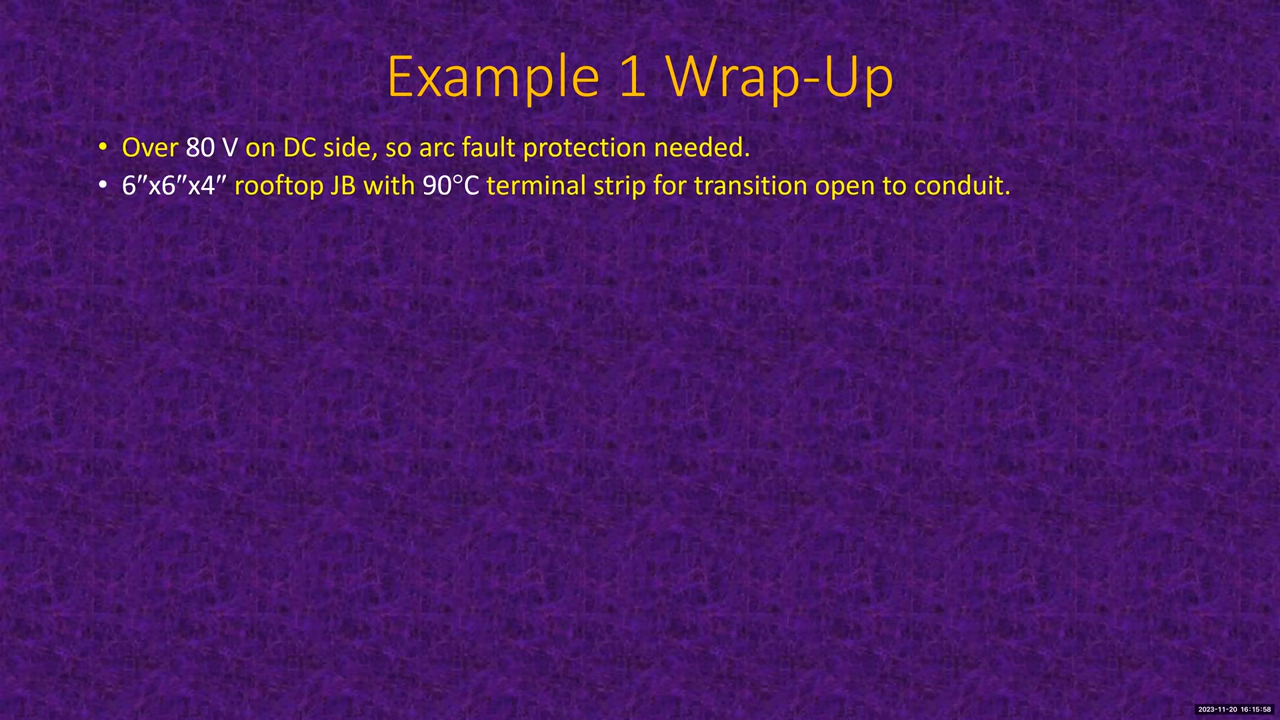 Example 1 Wrap-Up
• Over 80 V on DC side, so arc fault protection needed.
• 6″x6″x4″ rooftop JB with 90°C terminal strip for transition open to conduit.
2023-11-20 16:15:58